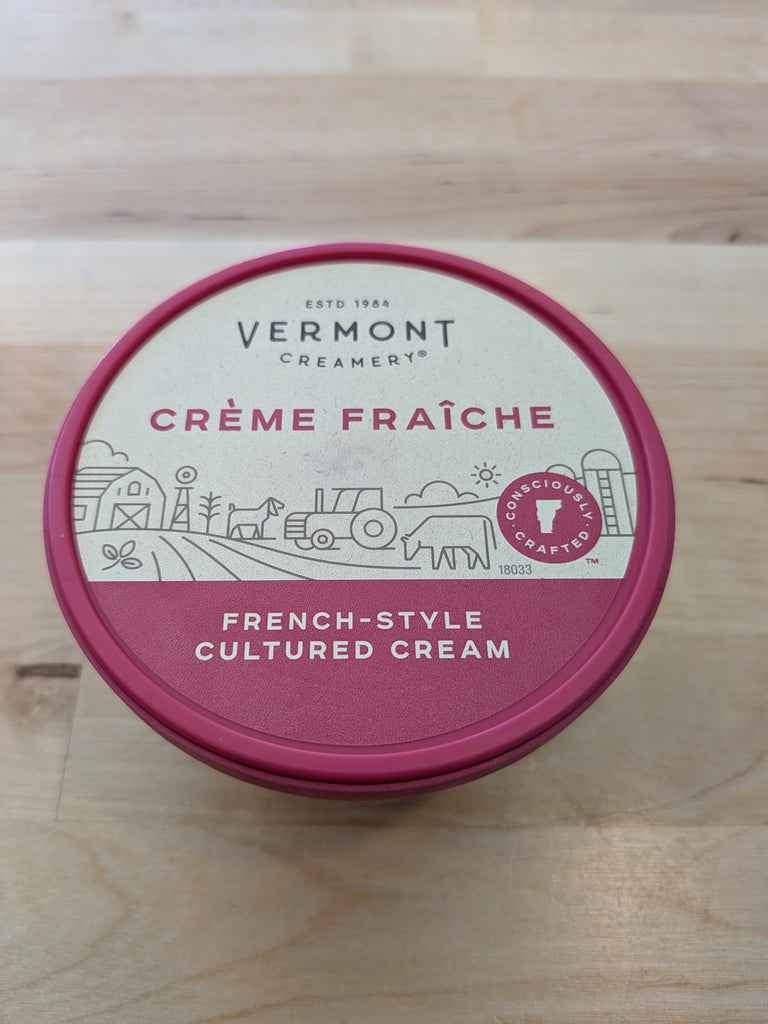 ESTD 1984
VERMONT
CREAMERY®
CRÈME FRAÎCHE
CONSCIOUSLY
CRAFTED
™
18033
FRENCH-STYLE
CULTURED CREAM